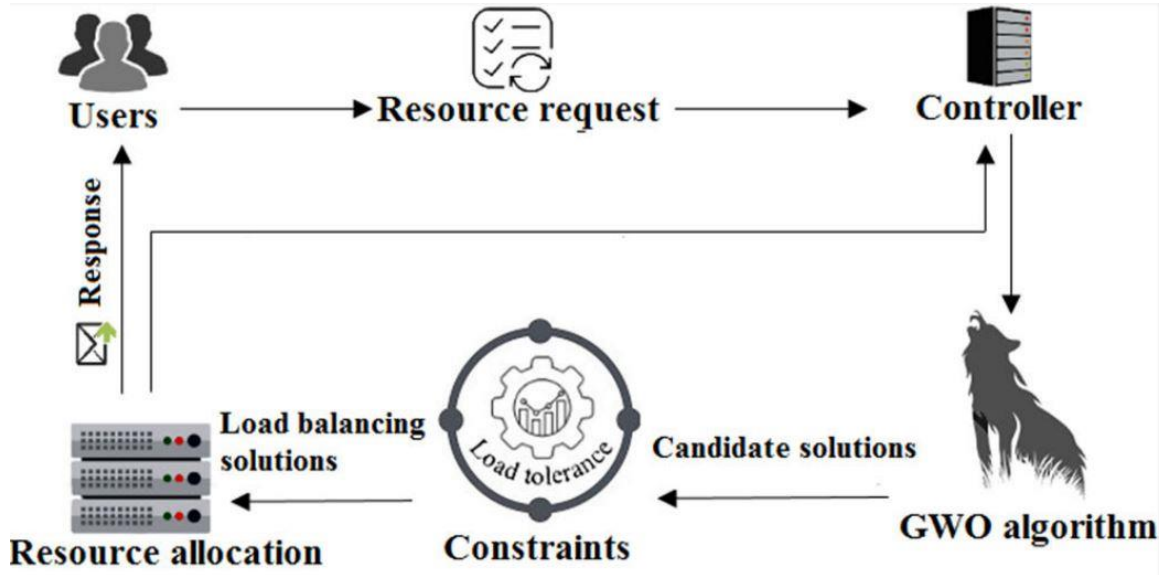 Users
Resource request
Controller
Response
Load balancing
solutions
Load tolerance
Candidate solutions
Resource allocation
Constraints
GWO algorithm